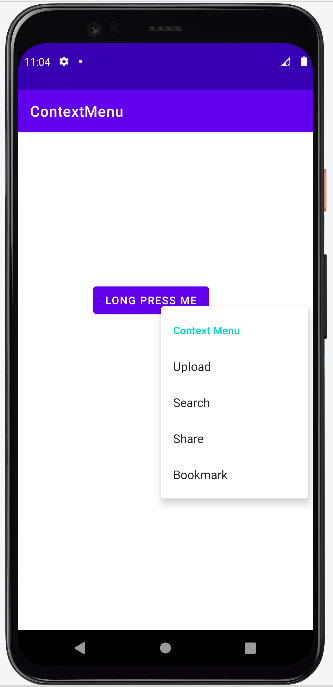 11:04
ContextMenu
LONG PRESS ME
Context Menu
Upload
Search
Share
Bookmark